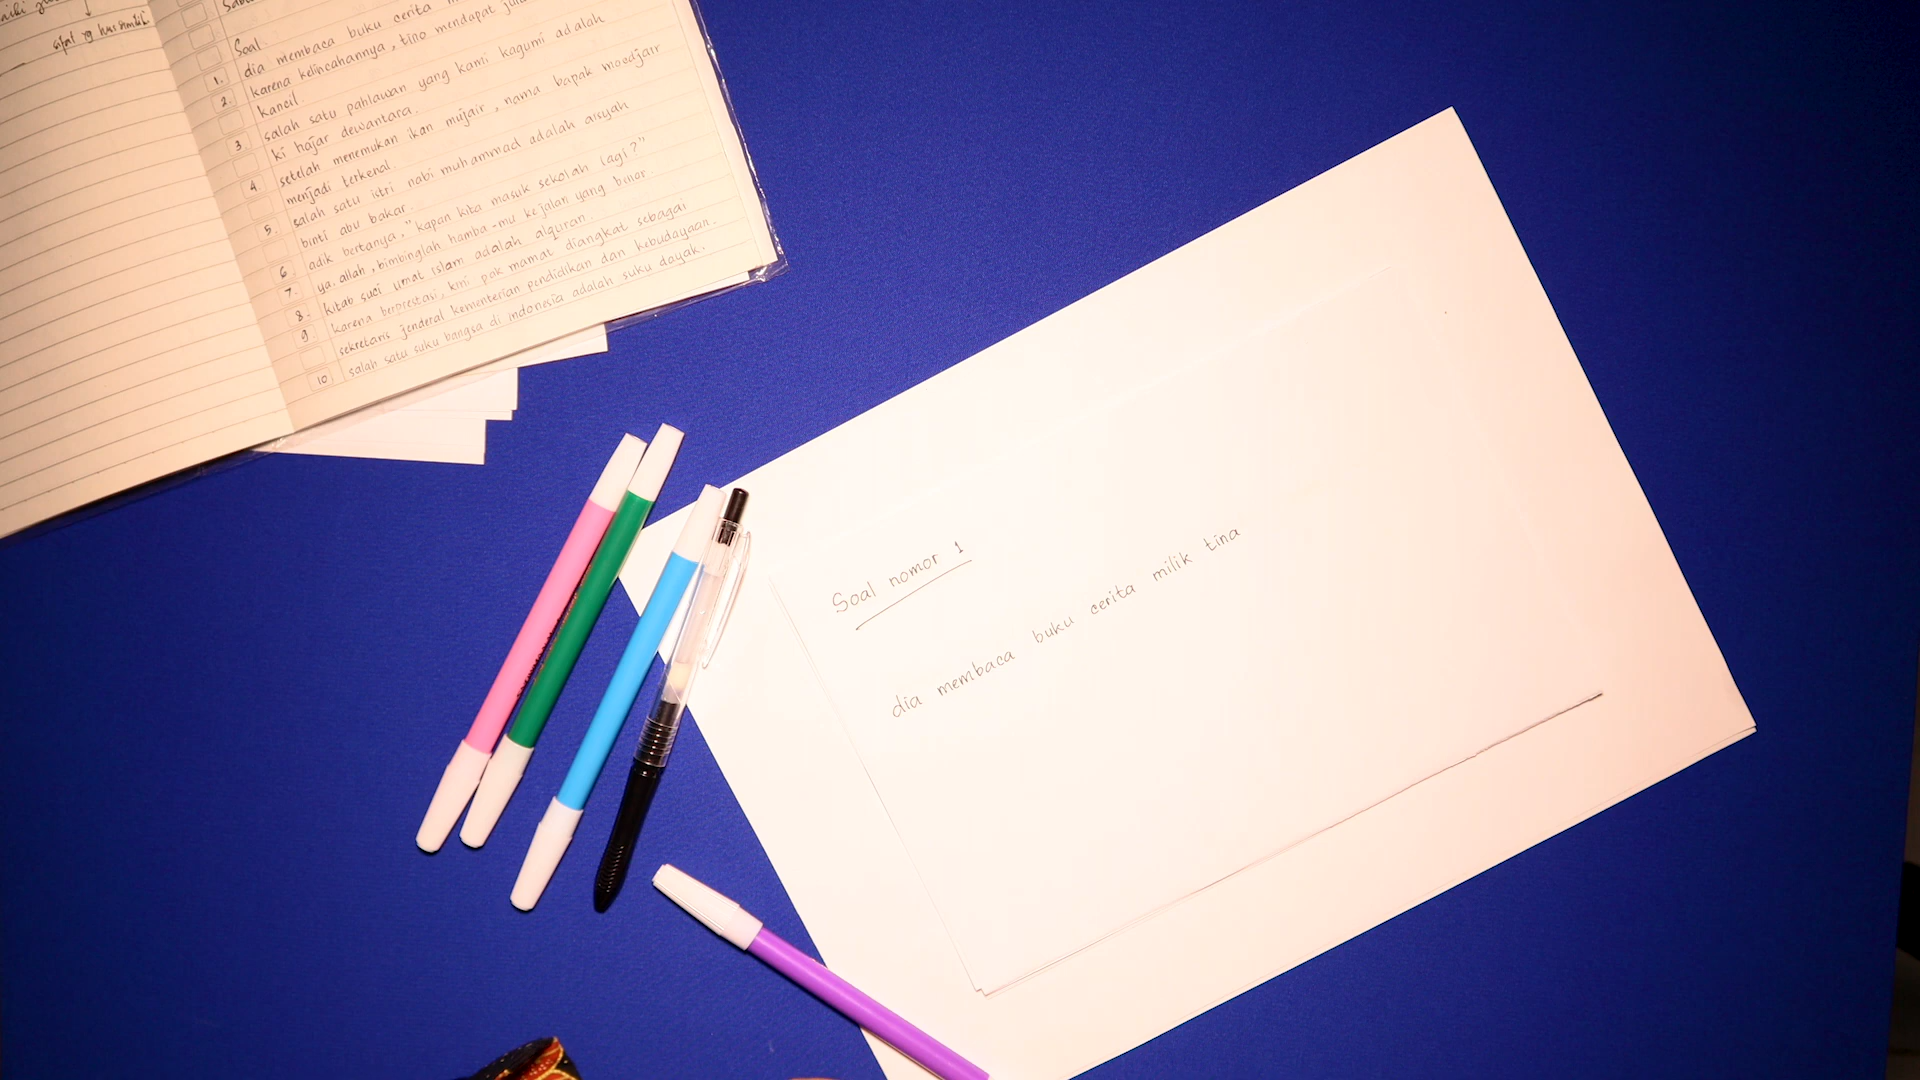 sifat yg has dimiliki
Soal
1. dia membaca buku cerita
2. karena kelincahannya, tino mendapat
kancil.
3 salah satu pahlawan yang kami kagumi adalah
ki hajar dewantara.
4 setelah menemukan ikan mujair, nama bapak moedjair
menjadi terkenal.
5. salah satu istri nabi muhammad adalah aisyah
binti abu bakar.
6 adik bertanya, "kapan kita masuk sekolah lagi?"
7. ya allah, bimbinglah hamba-mu ke jalan yang benar.
8. kitab suci umat islam adalah alquran.
9 karena berprestasi, kini pak mamat diangkat sebagai
sekretaris jenderal kementerian pendidikan dan kebudayaan.
10 salah satu suku bangsa di indonesia adalah suku dayak.
Soal nomor 1
dia membaca buku cerita milik tina